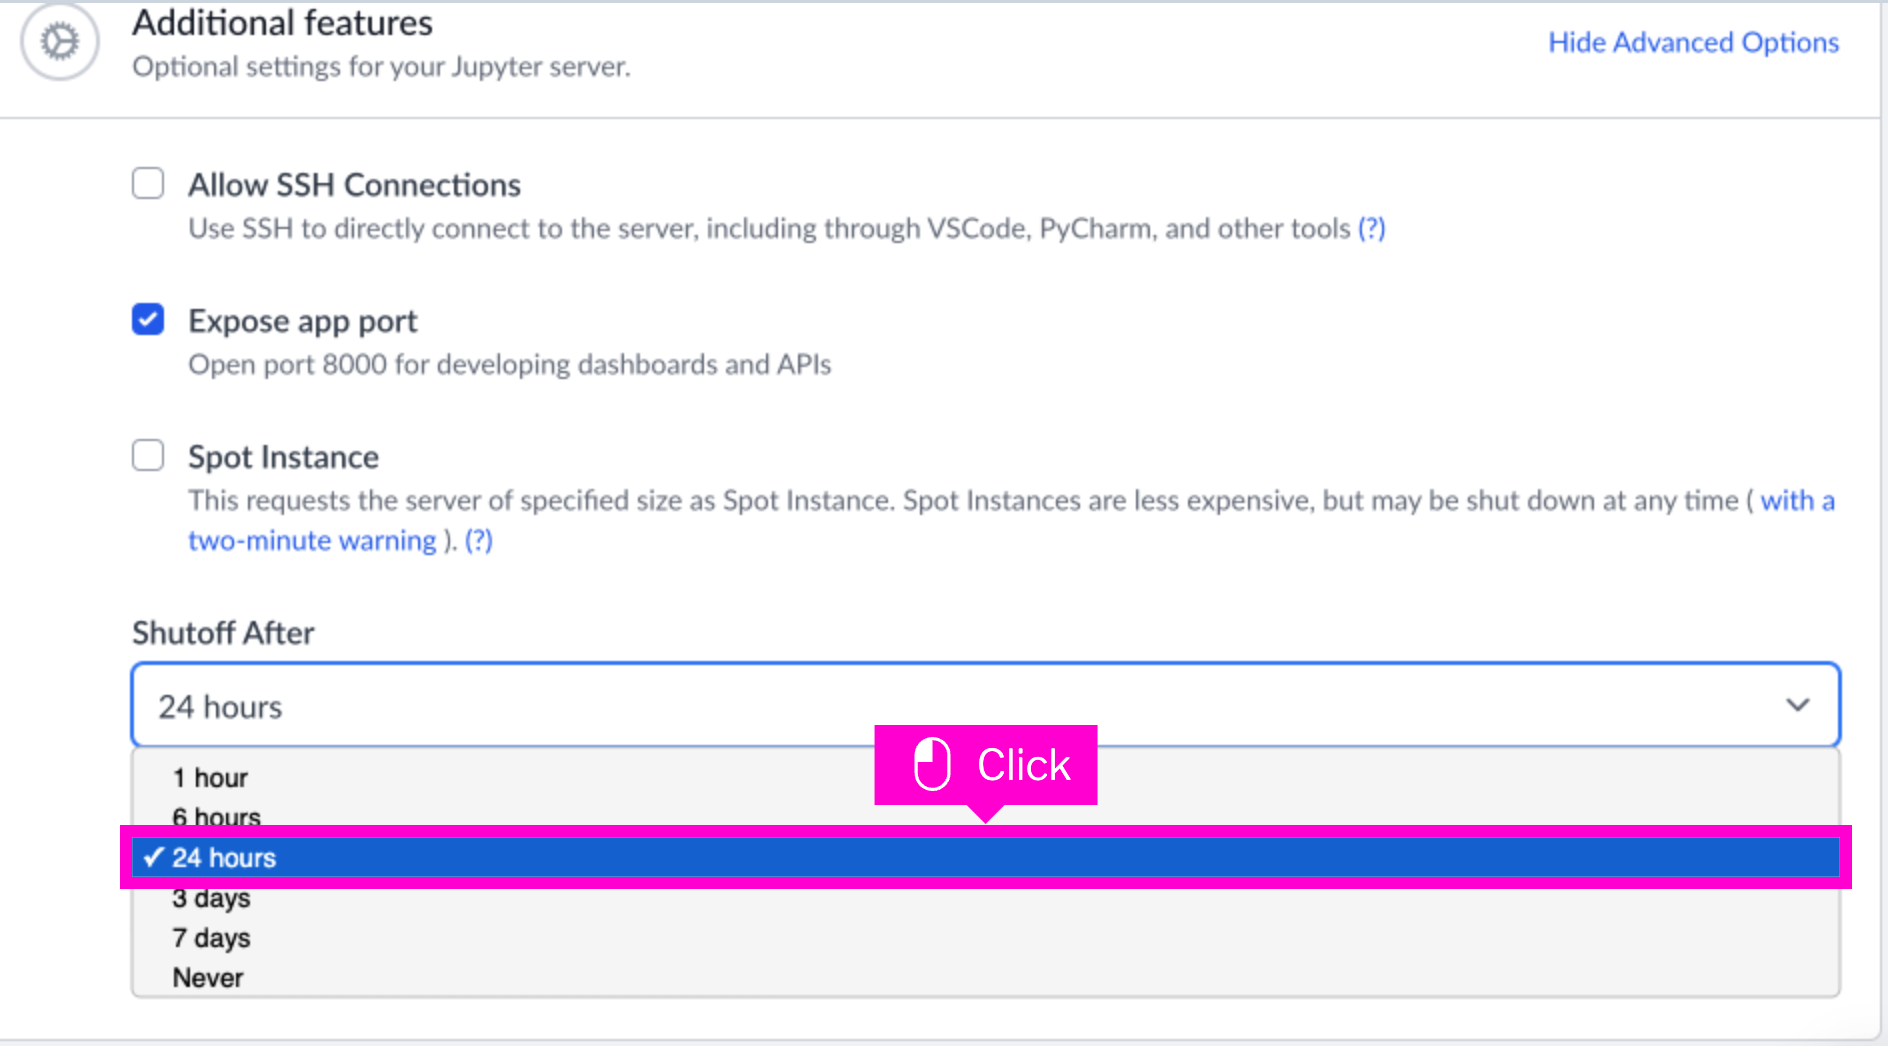 Additional features
Hide Advanced Options
Optional settings for your Jupyter server.
Allow SSH Connections
Use SSH to directly connect to the server, including through VSCode, PyCharm, and other tools (?)
Expose app port
Open port 8000 for developing dashboards and APIs
Spot Instance
This requests the server of specified size as Spot Instance. Spot Instances are less expensive, but may be shut down at any time ( with a
two-minute warning ). (?)
Shutoff After
24 hours
Click
1 hour
6 hours
✓ 24 hours
3 days
7 days
Never